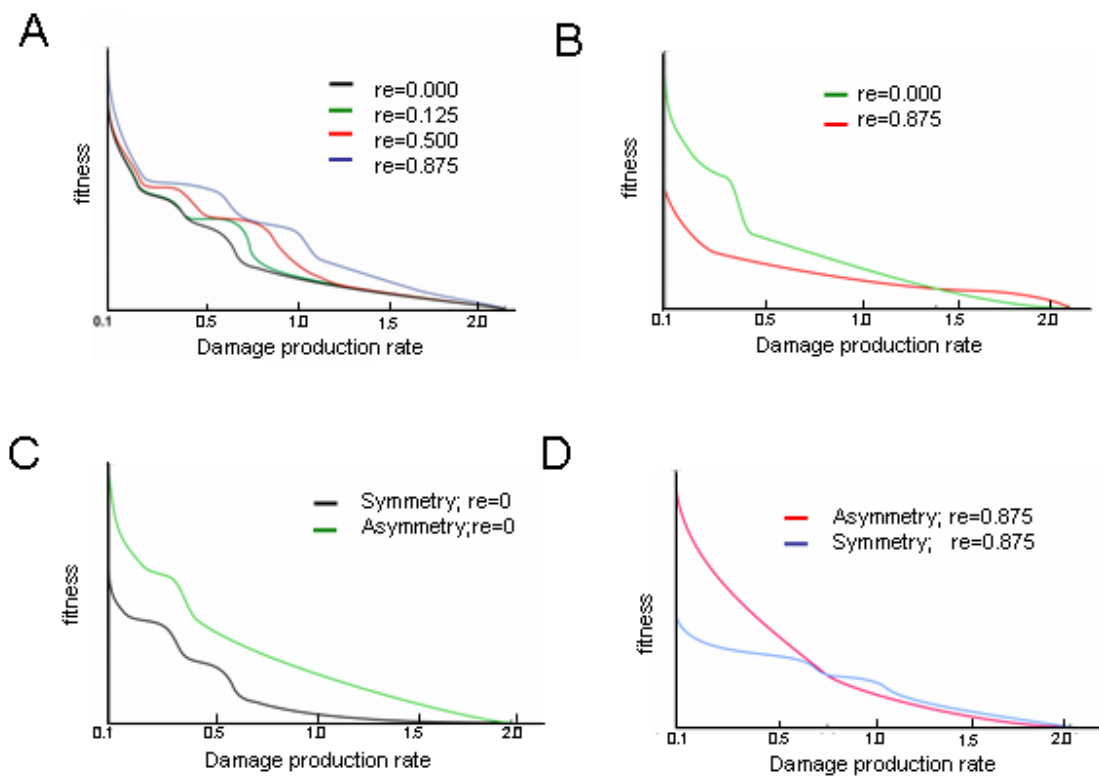 A
re=0.000
re=0.125
re=0.500
re=0.875
fitness
0.1 0.5 1.0 1.5 2.0
Damage production rate
B
re=0.000
re=0.875
fitness
0.1 0.5 1.0 1.5 2.0
Damage production rate
C
Symmetry; re=0
Asymmetry;re=0
fitness
0.1 0.5 1.0 1.5 2.0
Damage production rate
D
Asymmetry; re=0.875
Symmetry; re=0.875
fitness
0.1 0.5 1.0 1.5 2.0
Damage production rate